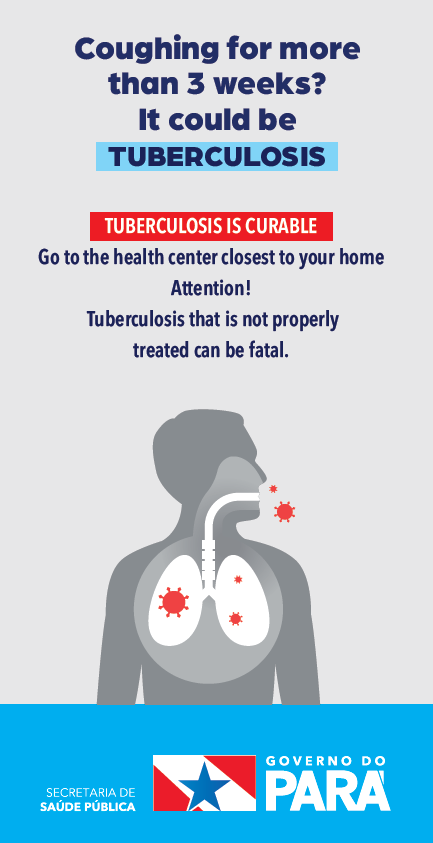 Coughing for more
than 3 weeks?
It could be
TUBERCULOSIS
TUBERCULOSIS IS CURABLE
Go to the health center closest to your home
Attention!
Tuberculosis that is not properly
treated can be fatal.
SECRETARIA DE
SAÚDE PÚBLICA
GOVERNO DO
PARÁ